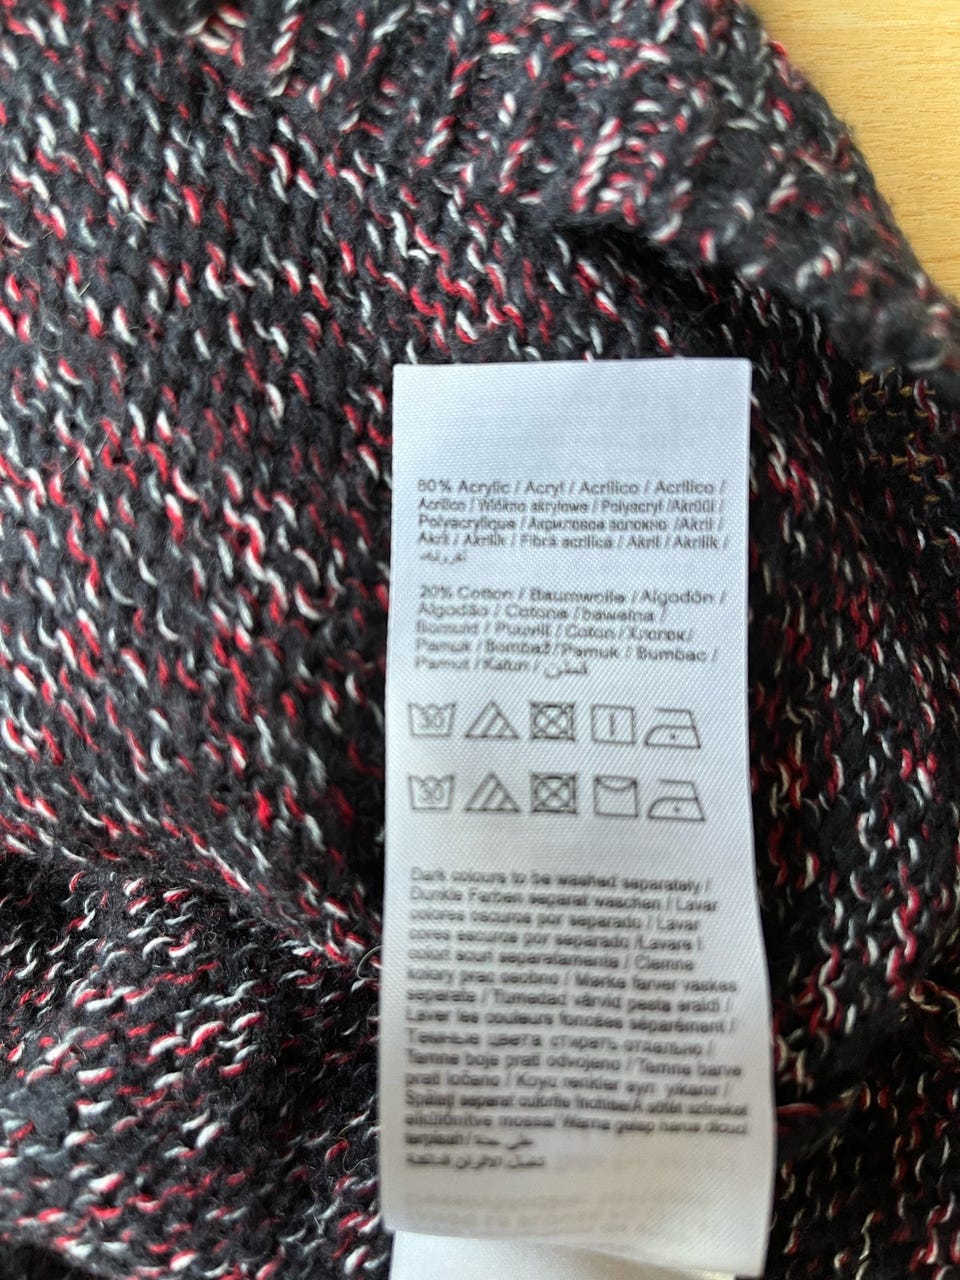 80% Acrylic / Acryl / Acrilico / Acrilico /
Acrílico / Włókno akrylowe / Polyacryl / Akrüül /
Polyacrylique / Акриловое волокно / Akril /
Akril / Akrilik / Fibră acrilică / Akril / Akrilik /
20% Cotton / Baumwolle / Algodón /
Algodão / Cotone / bawełna /
Bomuld / Puuvill / Coton / Хлопок /
Pamuk / Bombaž / Pamuk / Bumbac /
Pamut / Katun / القطن
30
30
Dark colours to be washed separately /
Dunkle Farben separat waschen / Lavar
colores oscuros por separado / Lavar
cores escuras por separado / Lavare i
colori scuri separatamente / Ciemne
kolory prać osobno / Mørke farver vaskes
separate / Tumedad värvid pesta eraldi /
Laver les couleurs foncées séparément /
Темные цвета стирать отдельно /
Tamne boje prati odvojeno / Temne barve
prati ločeno / Koyu renkler ayrı yıkanır /
Spălați separat culorile închise / A sötét színeket
elkülönítve mossa / Warna gelap harus dicuci
terpisah /